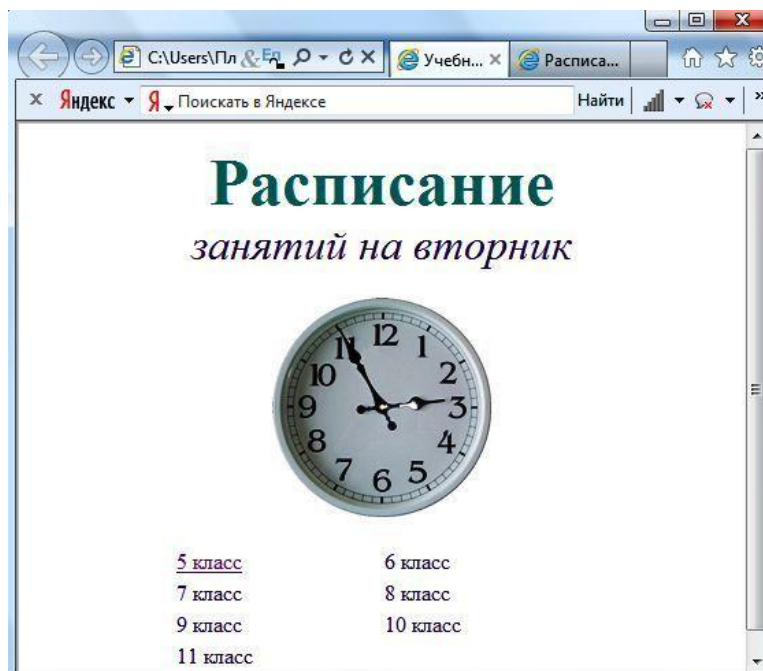 C:\Users\Пл
Учебн...
Расписа...
Яндекс Я Поискать в Яндексе Найти
Расписание
занятий на вторник
12
11 1
10 2
9 3
8 4
7 5
6
5 класс 6 класс
7 класс 8 класс
9 класс 10 класс
11 класс